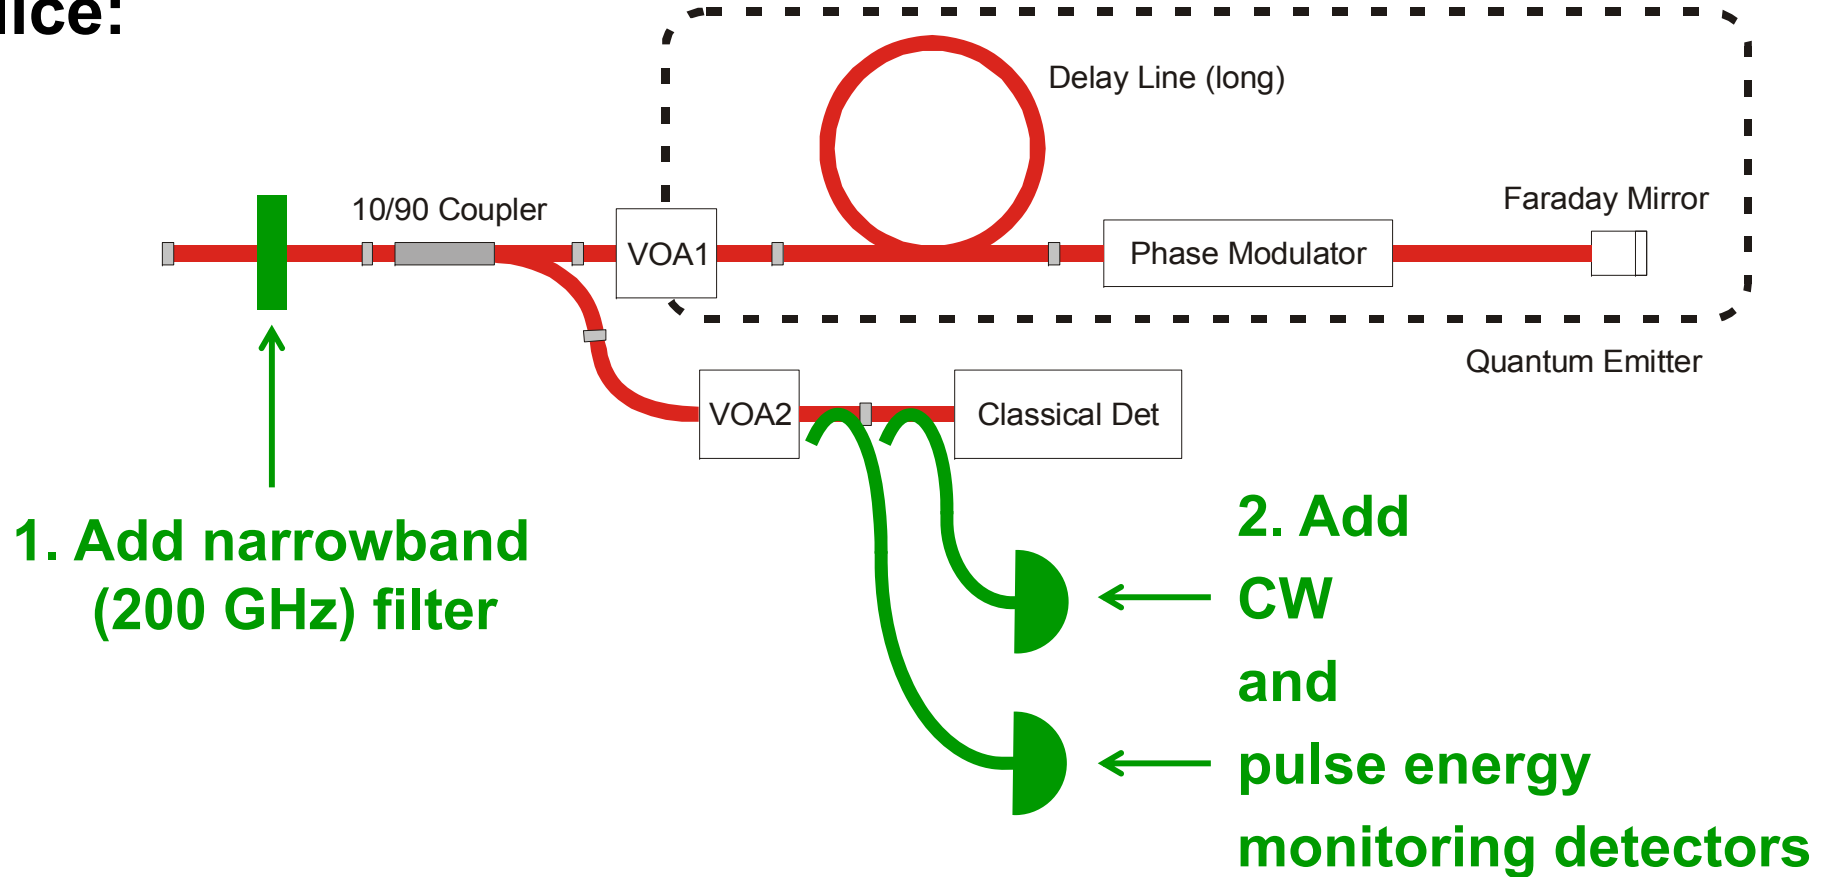 Delay Line (long)
10/90 Coupler
Faraday Mirror
VOA1
Phase Modulator
Quantum Emitter
VOA2
Classical Det
1. Add narrowband
(200 GHz) filter
2. Add
CW
and
pulse energy
monitoring detectors